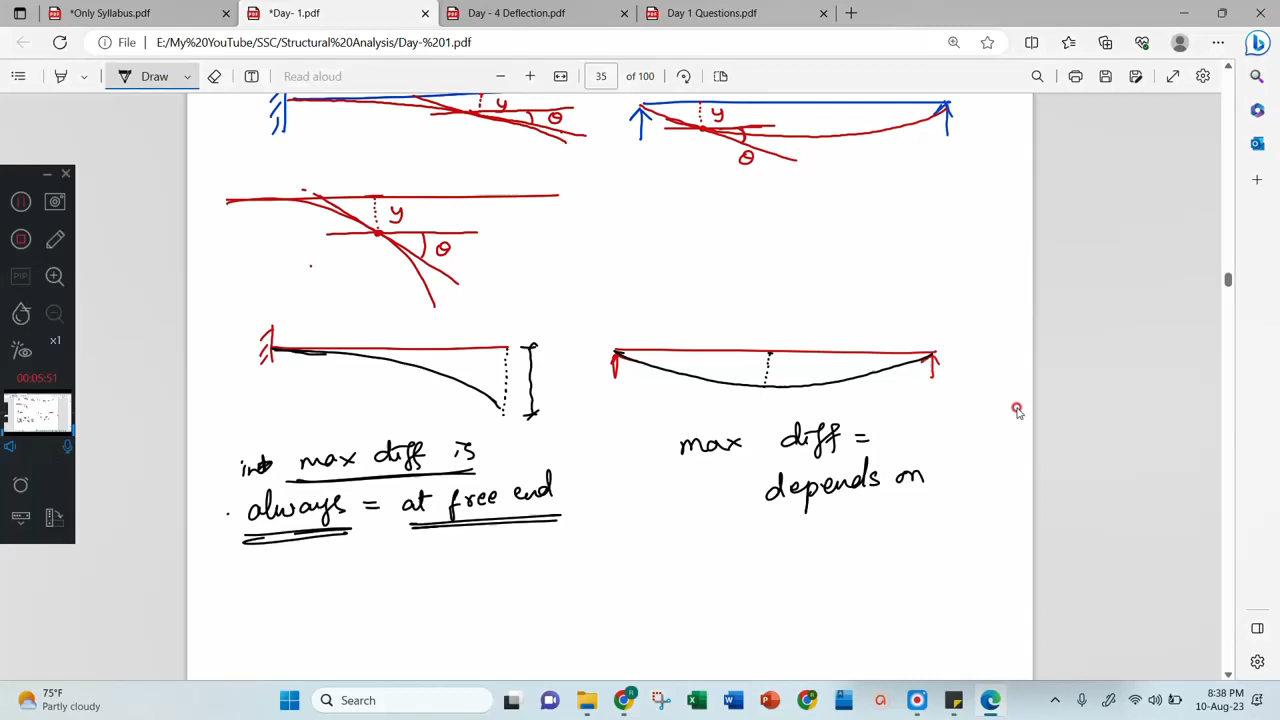 *Only Syllabus.pdf
*Day- 1.pdf
Day - 4 Deflection.pdf
Day 1 Questions.pdf
File
E:/My%20YouTube/SSC/Structural%20Analysis/Day-%201.pdf
Draw
Read aloud
35 of 100
y
θ
y
θ
y
θ
x1
00:05:51
max diff is
always = at free end
max diff =
depends on
75°F
Partly cloudy
Search
8:38 PM
10-Aug-23